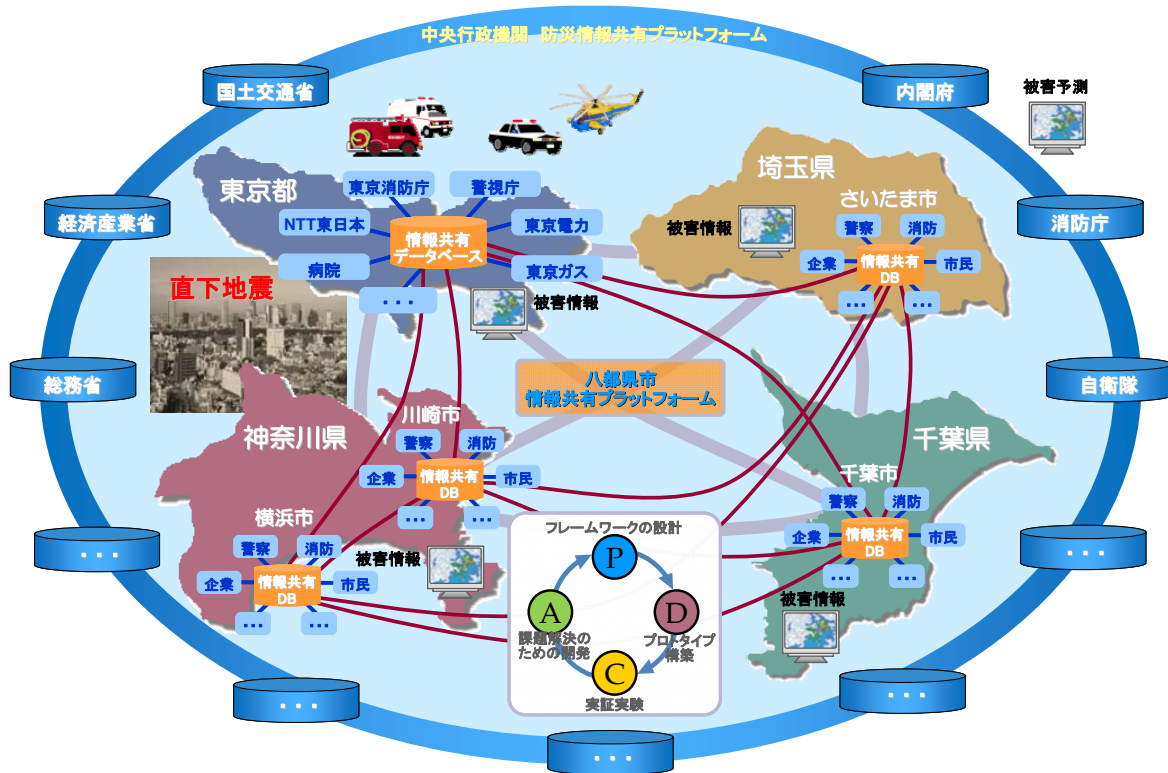 中央行政機関 防災情報共有プラットフォーム
国土交通省
内閣府
被害予測
経済産業省
消防庁
総務省
自衛隊
・・・
・・・
・・・
・・・
・・・
東京都
東京消防庁
警視庁
NTT東日本
東京電力
情報共有
データベース
病院
東京ガス
・・・
被害情報
直下地震
埼玉県
さいたま市
被害情報
警察
消防
企業
情報共有
DB
市民
・・・
・・・
八都県市
情報共有プラットフォーム
神奈川県
川崎市
警察
消防
企業
情報共有
DB
市民
・・・
・・・
横浜市
警察
消防
企業
情報共有
DB
市民
・・・
・・・
被害情報
千葉県
千葉市
警察
消防
企業
情報共有
DB
市民
・・・
・・・
被害情報
フレームワークの設計
P
A
D
課題解決の
ための開発
プロトタイプ
構築
C
実証実験